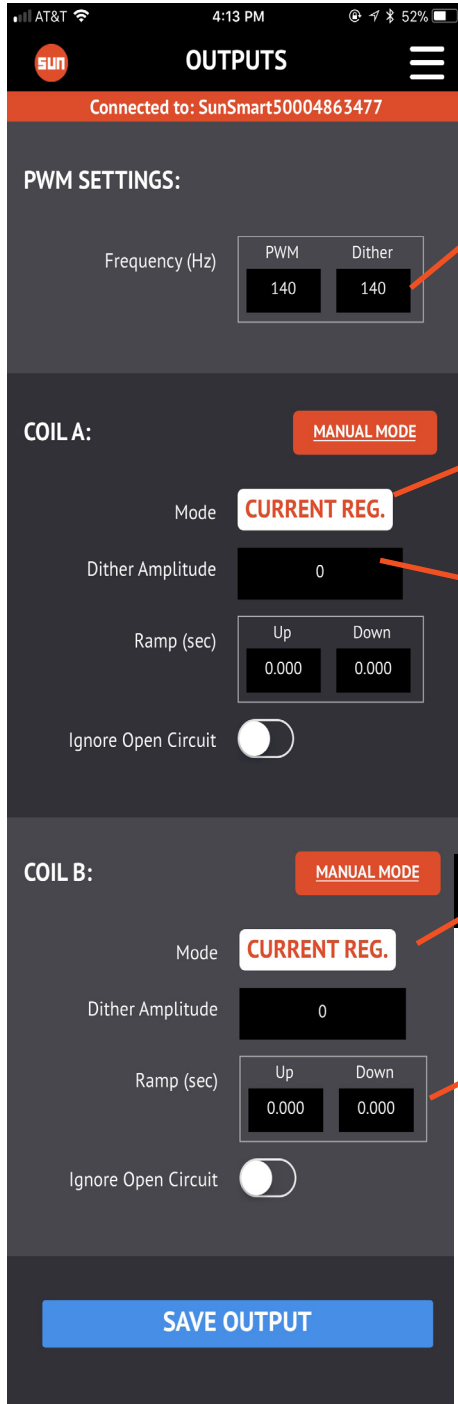 AT&T 4:13 PM 52%
sun OUTPUTS
Connected to: SunSmart50004863477
PWM SETTINGS:
PWM Dither
Frequency (Hz)
140 140
COIL A: MANUAL MODE
Mode CURRENT REG.
Dither Amplitude 0
Up Down
Ramp (sec)
0.000 0.000
Ignore Open Circuit
COIL B: MANUAL MODE
Mode CURRENT REG.
Dither Amplitude 0
Up Down
Ramp (sec)
0.000 0.000
Ignore Open Circuit
SAVE OUTPUT